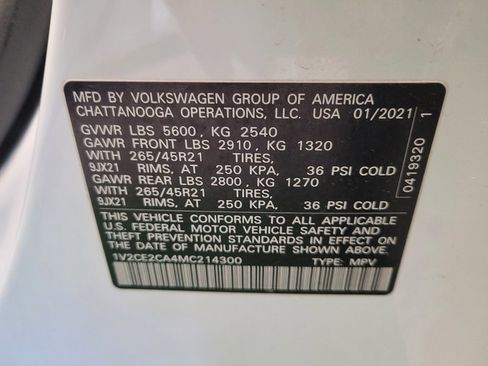 MFD BY VOLKSWAGEN GROUP OF AMERICA
CHATTANOOGA OPERATIONS, LLC. USA 01/2021
GVWR LBS 5600, KG 2540
GAWR FRONT LBS 2910, KG 1320
WITH 265/45R21 TIRES,
9JX21 RIMS, AT 250 KPA, 36 PSI COLD
GAWR REAR LBS 2800, KG 1270
WITH 265/45R21 TIRES,
9JX21 RIMS, AT 250 KPA, 36 PSI COLD
THIS VEHICLE CONFORMS TO ALL APPLICABLE
U.S. FEDERAL MOTOR VEHICLE SAFETY AND
THEFT PREVENTION STANDARDS IN EFFECT ON
THE DATE OF MANUFACTURE SHOWN ABOVE.
1V2CE2CA4MC214300 TYPE: MPV
0419320 1